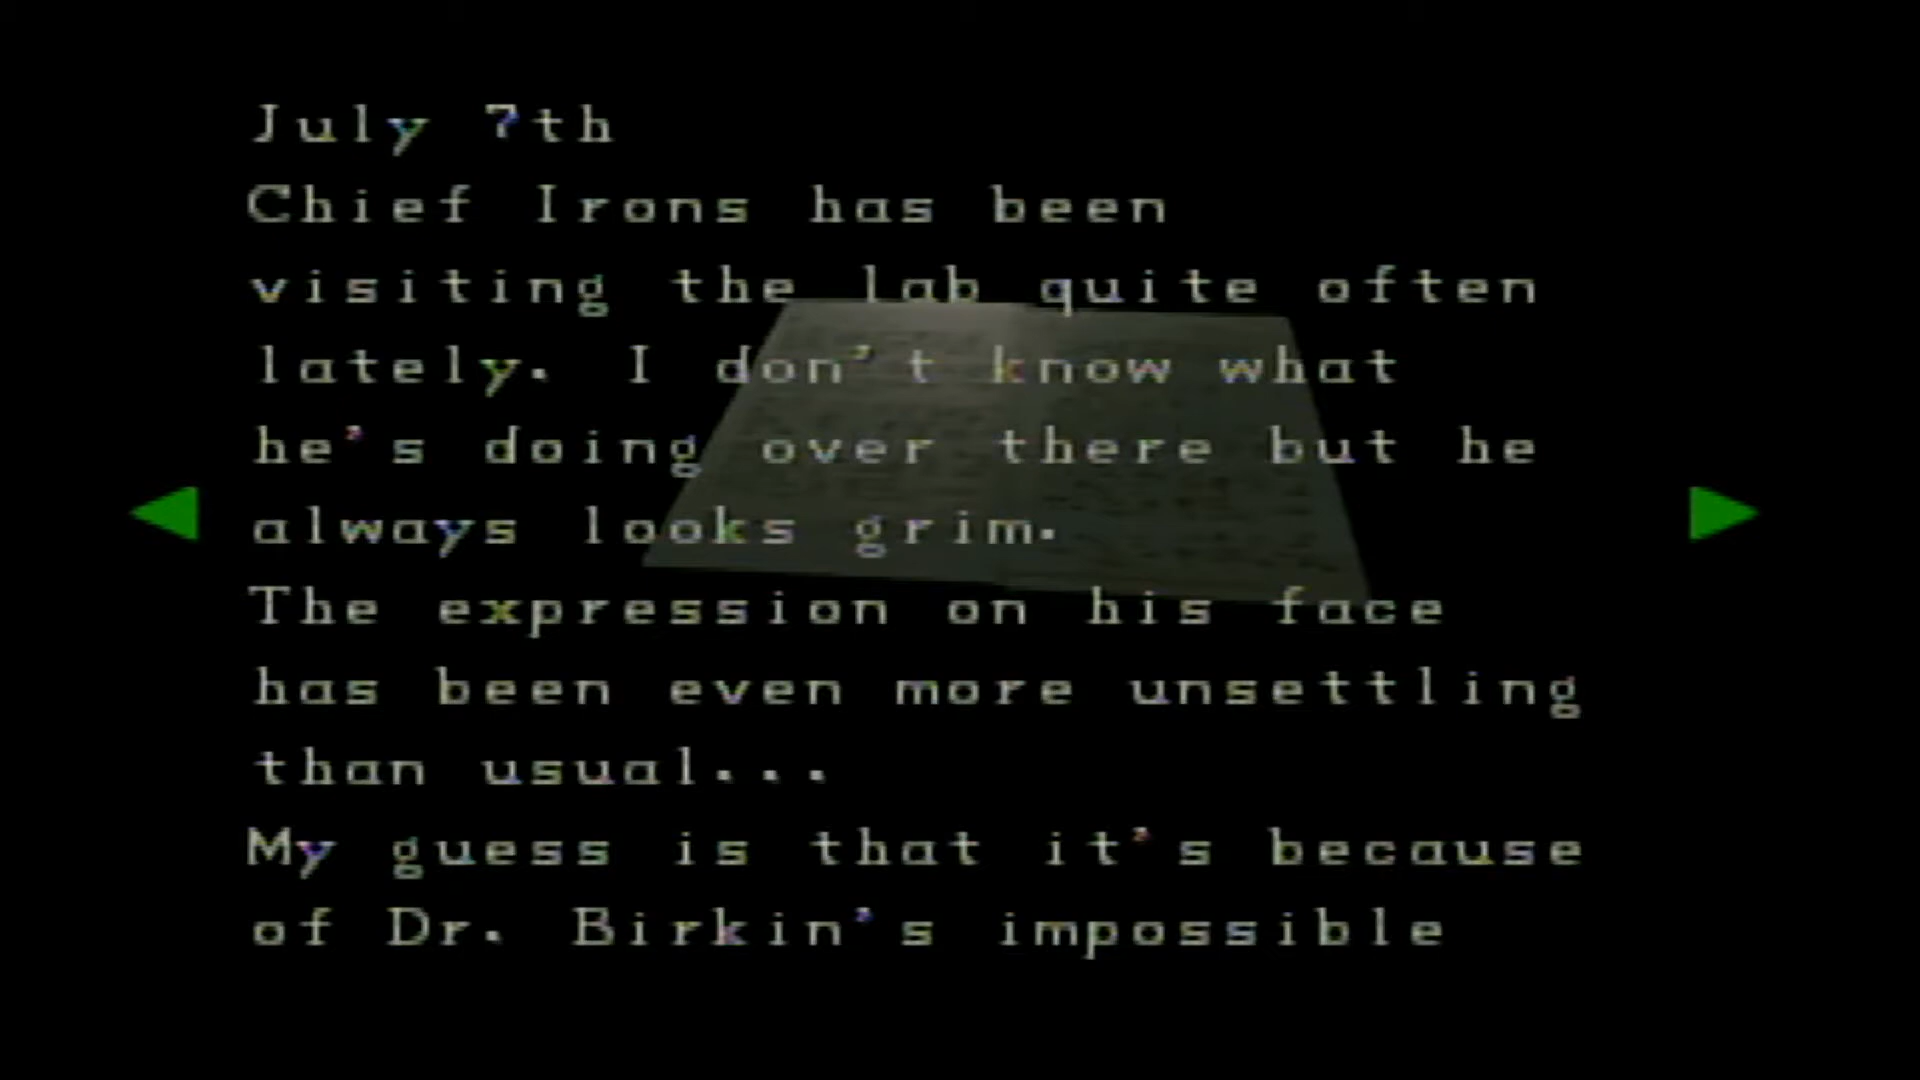 July 7th
Chief Irons has been
visiting the lab quite often
lately. I don't know what
he's doing over there but he
always looks grim.
The expression on his face
has been even more unsettling
than usual...
My guess is that it's because
of Dr. Birkin's impossible